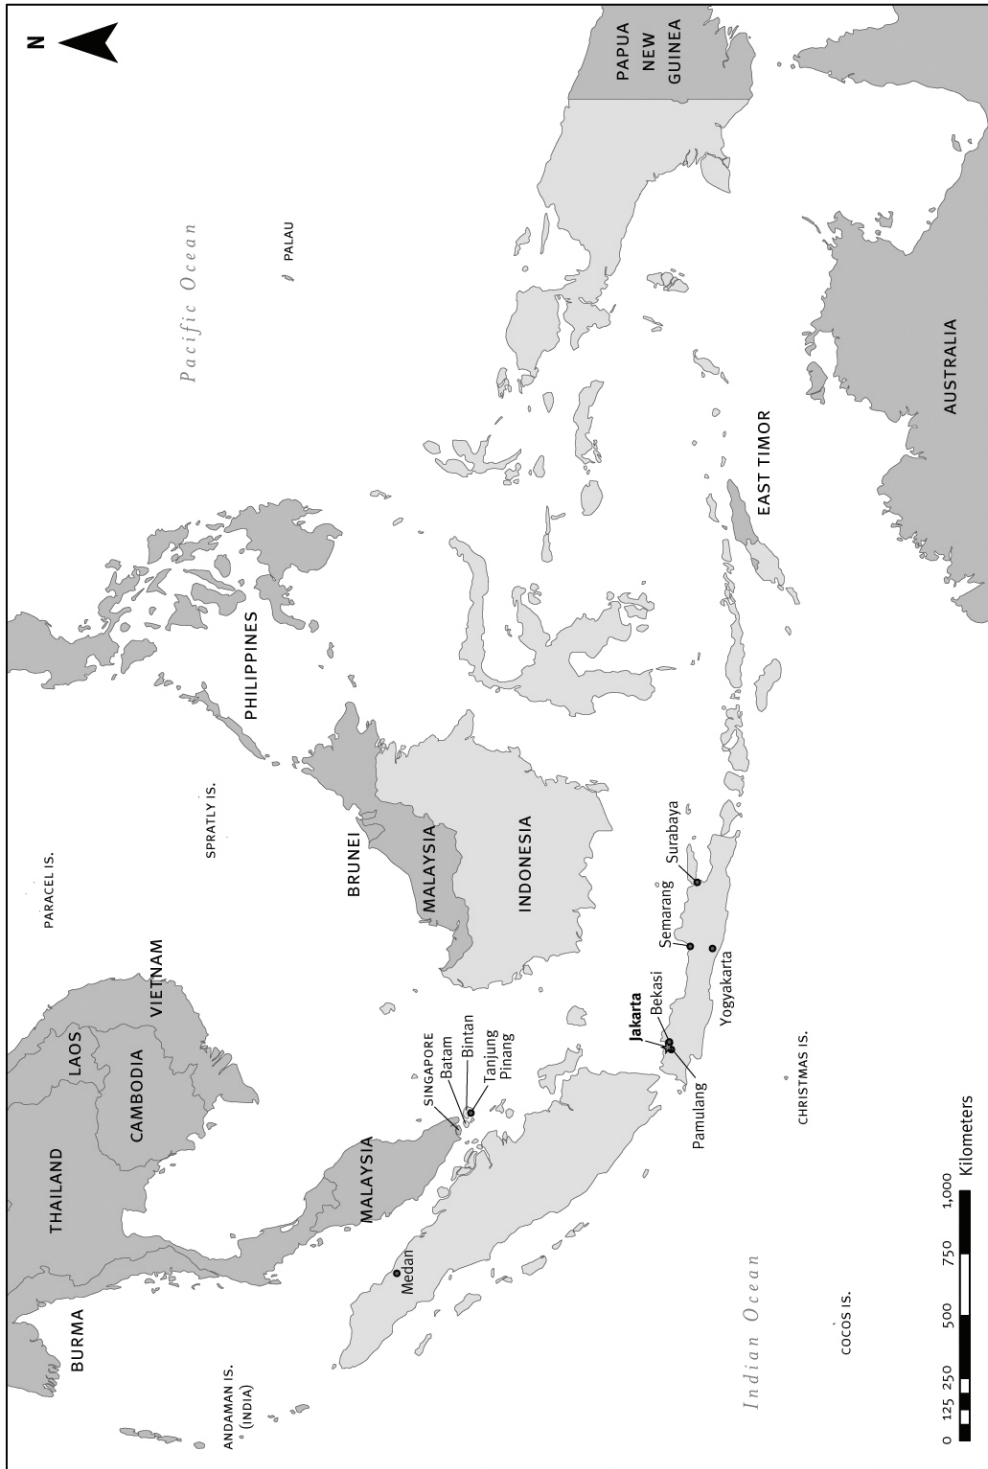 N
PAPUA
NEW
GUINEA
Pacific Ocean
PALAU
PHILIPPINES
SPRATLY IS.
PARACEL IS.
VIETNAM
LAOS
CAMBODIA
THAILAND
BURMA
ANDAMAN IS.
(INDIA)
BRUNEI
MALAYSIA
INDONESIA
MALAYSIA
SINGAPORE
Batam
Bintan
Tanjung
Pinang
Medan
Jakarta
Bekasi
Pamulang
Semarang
Yogyakarta
Surabaya
EAST TIMOR
AUSTRALIA
CHRISTMAS IS.
COCOS IS.
Indian Ocean
0 125 250 500 750 1,000
Kilometers